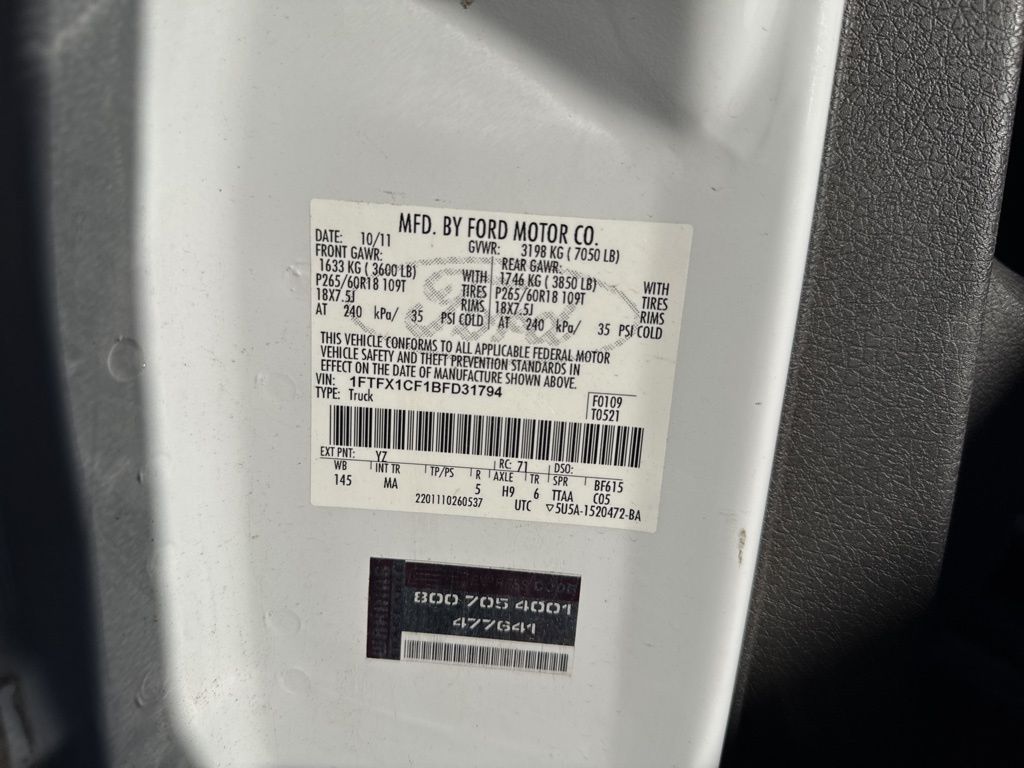 MFD. BY FORD MOTOR CO.
DATE: 10/11 GVWR: 3198 KG ( 7050 LB)
FRONT GAWR: REAR GAWR:
1633 KG ( 3600 LB) WITH 1746 KG ( 3850 LB) WITH
P265/60R18 109T TIRES P265/60R18 109T TIRES
18X7.5J RIMS 18X7.5J RIMS
AT 240 kPa/ 35 PSI COLD AT 240 kPa/ 35 PSI COLD
Ford
THIS VEHICLE CONFORMS TO ALL APPLICABLE FEDERAL MOTOR
VEHICLE SAFETY AND THEFT PREVENTION STANDARDS IN
EFFECT ON THE DATE OF MANUFACTURE SHOWN ABOVE.
VIN: 1FTFX1CF1BFD31794
TYPE: Truck
F0109
T0521
EXT PNT: YZ RC: 71 DSO:
WB INT TR TP/PS R AXLE TR SPR BF615
145 MA 5 H9 6 TTAA C05
2201110260537 UTC ▽5U5A-1520472-BA
800 705 4001
477641